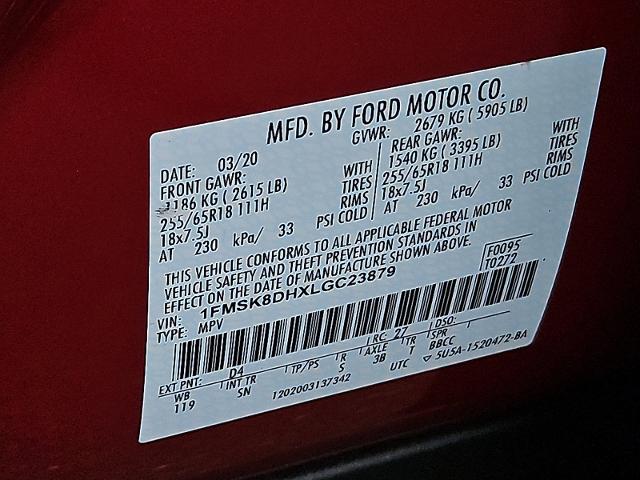 MFD. BY FORD MOTOR CO.
DATE: 03/20 GVWR: 2679 KG ( 5905 LB)
FRONT GAWR: REAR GAWR:
1186 KG ( 2615 LB) WITH 1540 KG ( 3395 LB) WITH
255/65R18 111H TIRES 255/65R18 111H TIRES
18x7.5J RIMS 18x7.5J RIMS
AT 230 kPa/ 33 PSI COLD AT 230 kPa/ 33 PSI COLD
THIS VEHICLE CONFORMS TO ALL APPLICABLE FEDERAL MOTOR
VEHICLE SAFETY AND THEFT PREVENTION STANDARDS IN
EFFECT ON THE DATE OF MANUFACTURE SHOWN ABOVE.
VIN: 1FMSK8DHXLGC23879 F0095
TYPE: MPV T0272
EXT PNT: D4 RC: 27 DSO:
WB INT TR TP/PS R AXLE TR SPR
119 SN S 3B T BBCC
1202003137342 UTC ▽ 5U5A-1520472-BA